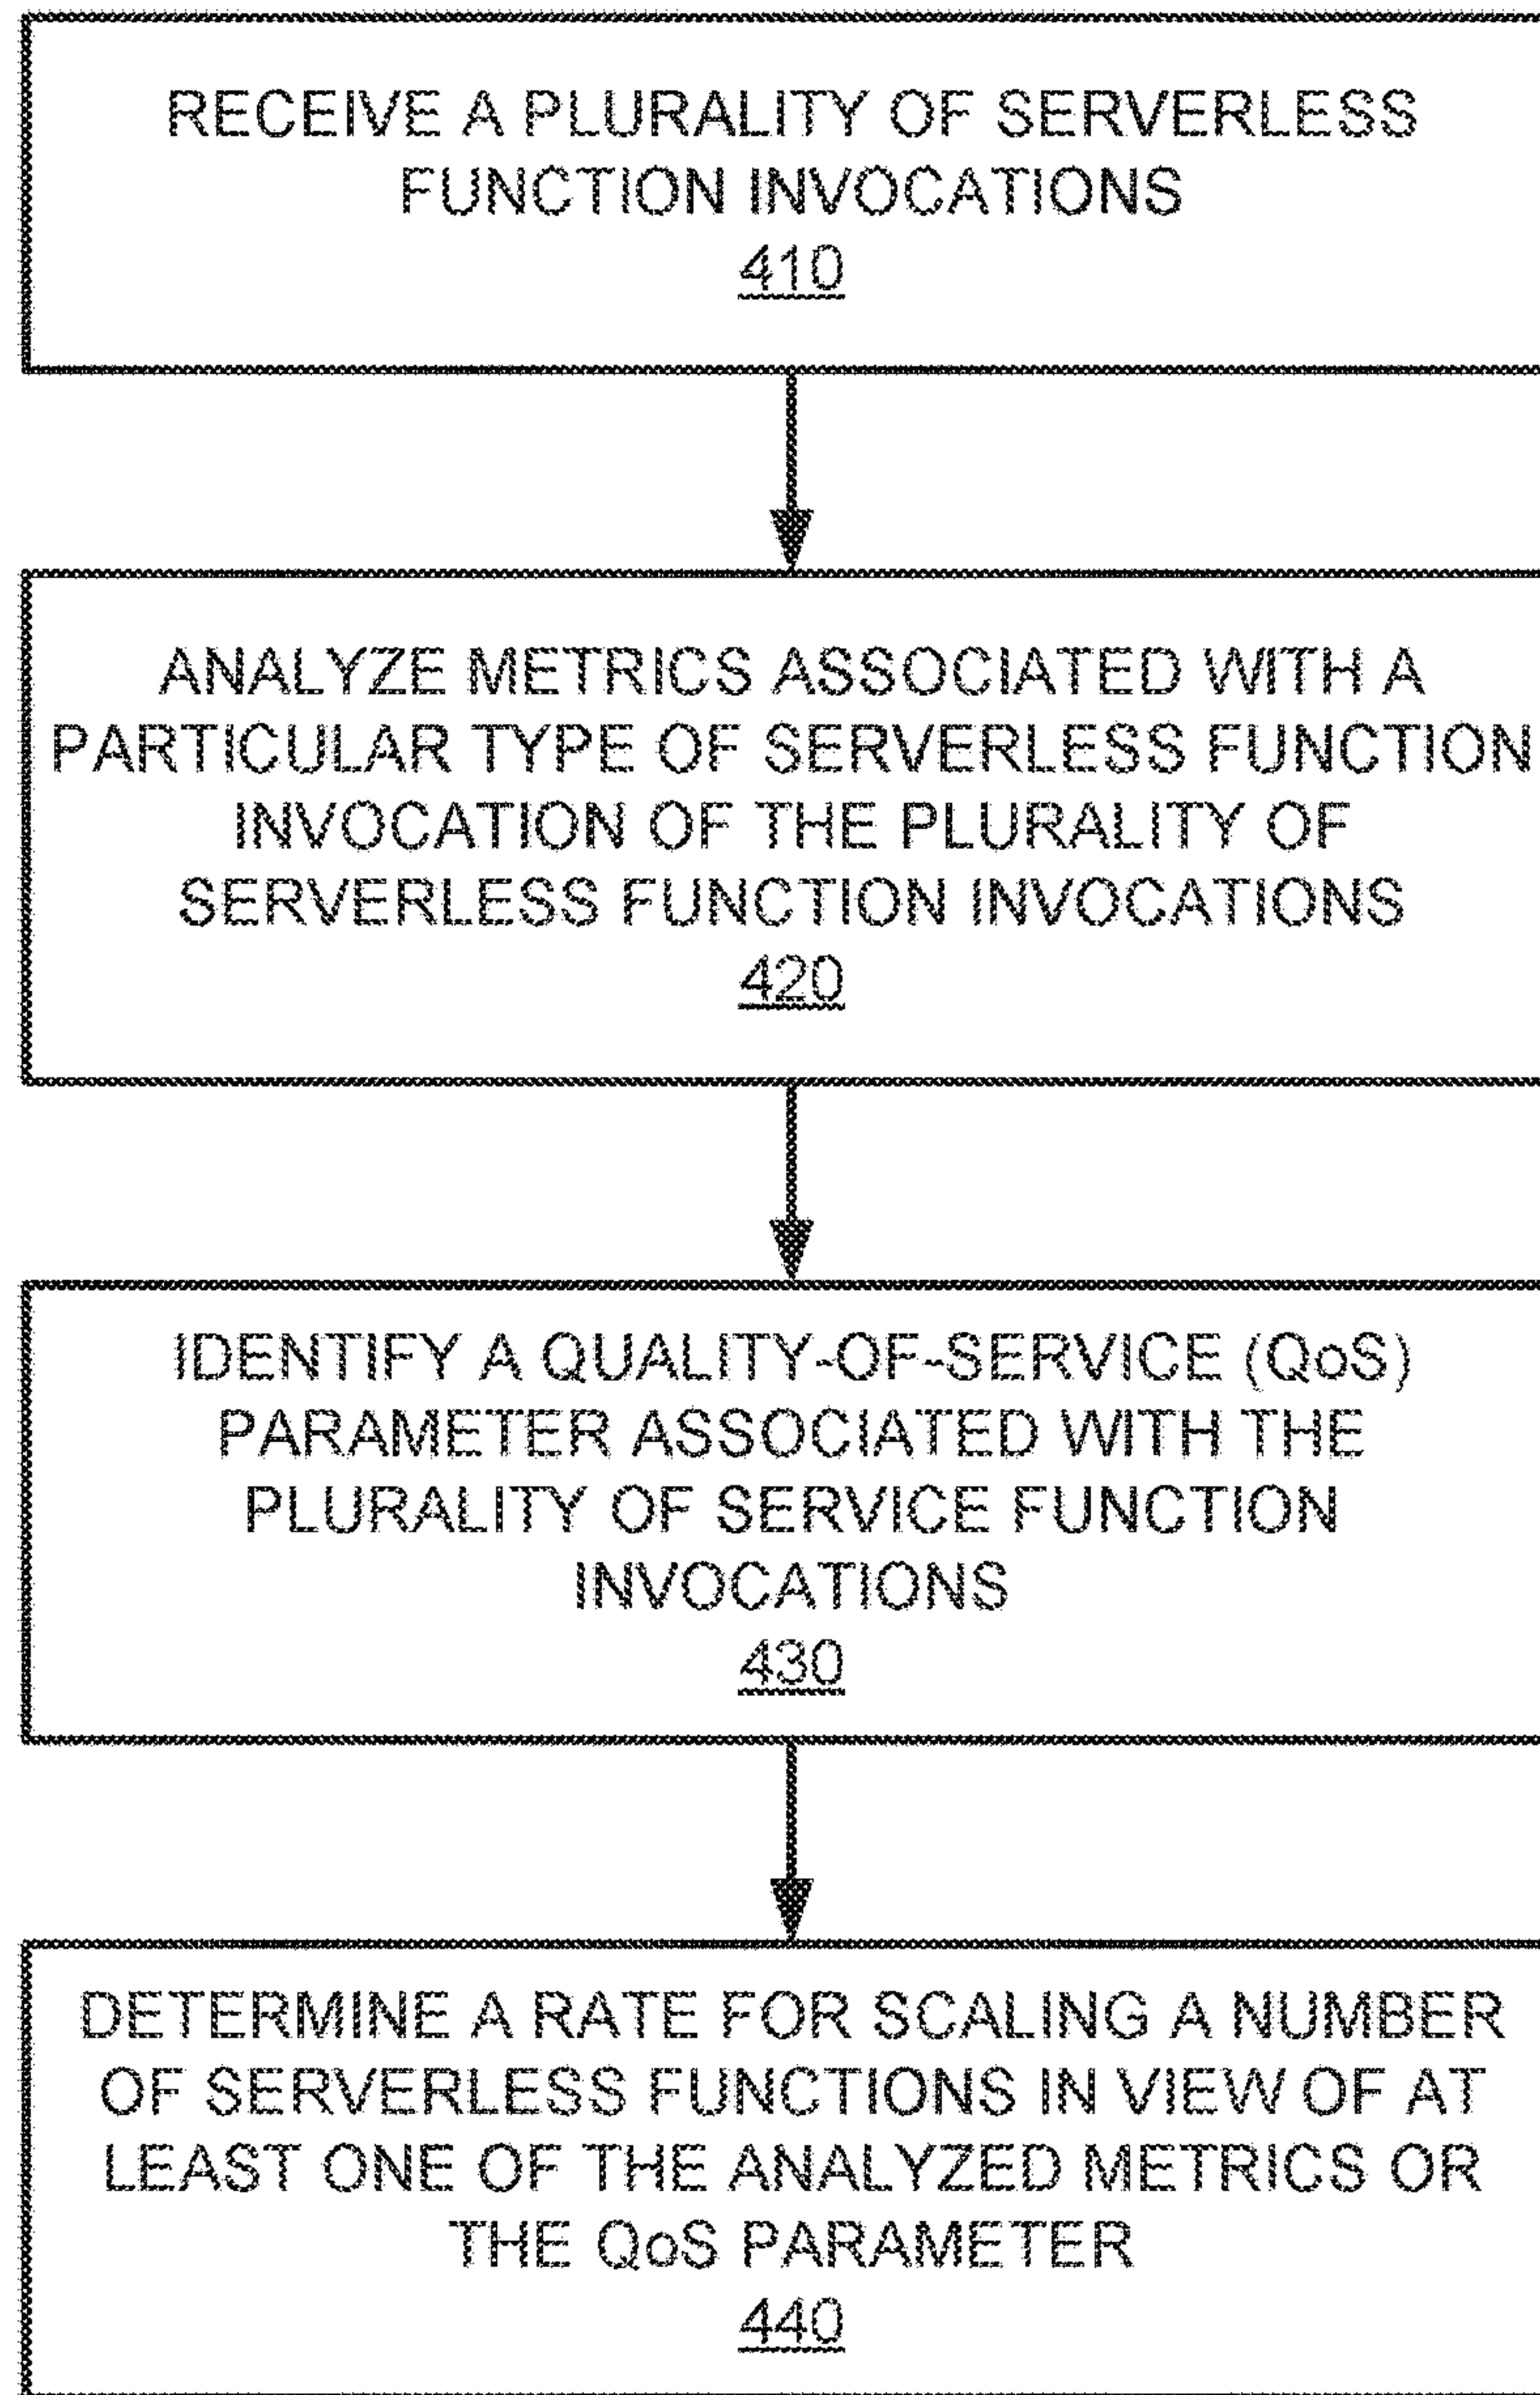 RECEIVE A PLURALITY OF SERVERLESS
FUNCTION INVOCATIONS
410
ANALYZE METRICS ASSOCIATED WITH A
PARTICULAR TYPE OF SERVERLESS FUNCTION
INVOCATION OF THE PLURALITY OF
SERVERLESS FUNCTION INVOCATIONS
420
IDENTIFY A QUALITY-OF-SERVICE (QoS)
PARAMETER ASSOCIATED WITH THE
PLURALITY OF SERVICE FUNCTION
INVOCATIONS
430
DETERMINE A RATE FOR SCALING A NUMBER
OF SERVERLESS FUNCTIONS IN VIEW OF AT
LEAST ONE OF THE ANALYZED METRICS OR
THE QoS PARAMETER
440